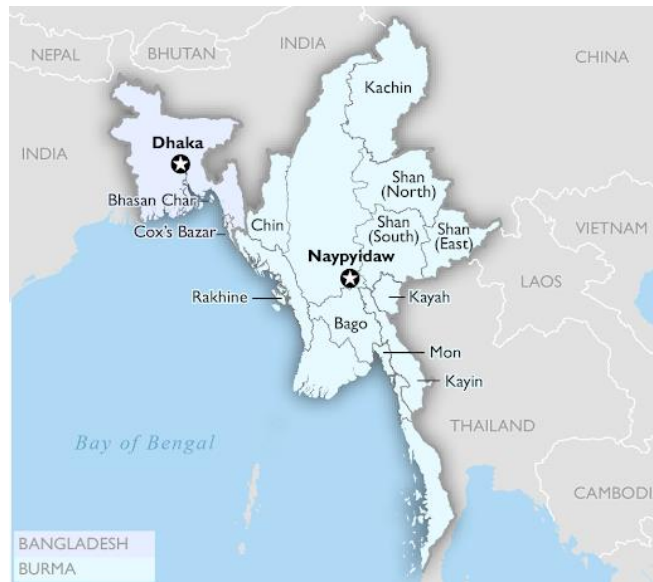 NEPAL
BHUTAN
INDIA
CHINA
Kachin
Dhaka
INDIA
Shan
(North)
Bhasan Char
Chin
Shan
(South)
Shan
(East)
Cox's Bazar
VIETNAM
Naypyidaw
LAOS
Rakhine
Kayah
Bago
Mon
Kayin
THAILAND
Bay of Bengal
CAMBODI
BANGLADESH
BURMA